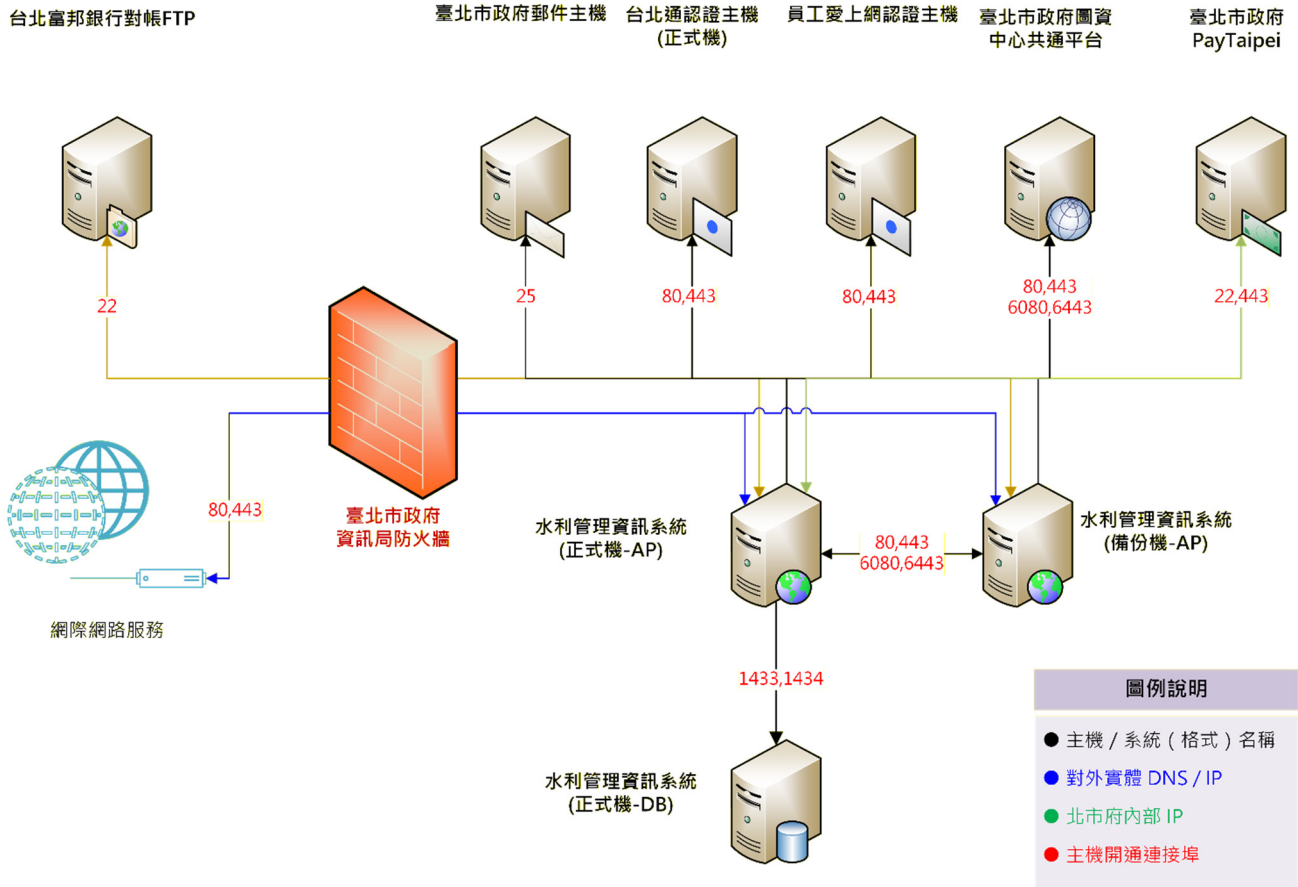 台北富邦銀行對帳FTP
臺北市政府郵件主機
台北通認證主機
(正式機)
員工愛上網認證主機
臺北市政府圖資
中心共通平台
臺北市政府
PayTaipei
22
25
80,443
80,443
80,443
6080,6443
22,443
80,443
臺北市政府
資訊局防火牆
網際網路服務
水利管理資訊系統
(正式機-AP)
80,443
6080,6443
水利管理資訊系統
(備份機-AP)
1433,1434
水利管理資訊系統
(正式機-DB)
圖例說明
主機 / 系統 ( 格式 ) 名稱
對外實體 DNS / IP
北市府內部 IP
主機開通連接埠